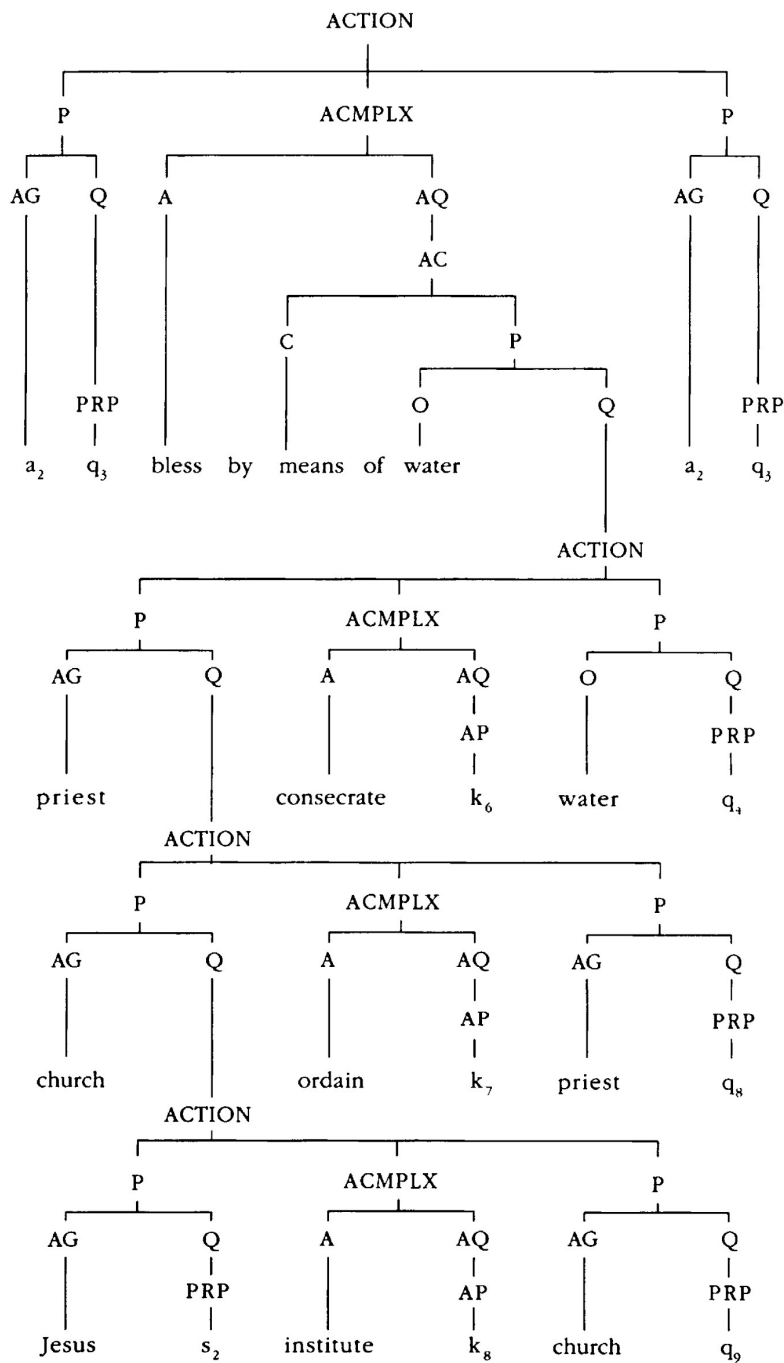 ACTION
P ACMPLX P
AG Q A AQ AG Q
AC
C P
PRP O Q PRP
a₂ q₃ bless by means of water a₂ q₃
ACTION
P ACMPLX P
AG Q A AQ O Q
AP PRP
priest consecrate k₆ water q₄
ACTION
P ACMPLX P
AG Q A AQ AG Q
AP PRP
church ordain k₇ priest q₈
ACTION
P ACMPLX P
AG Q A AQ AG Q
PRP AP PRP
Jesus s₂ institute k₈ church q₉